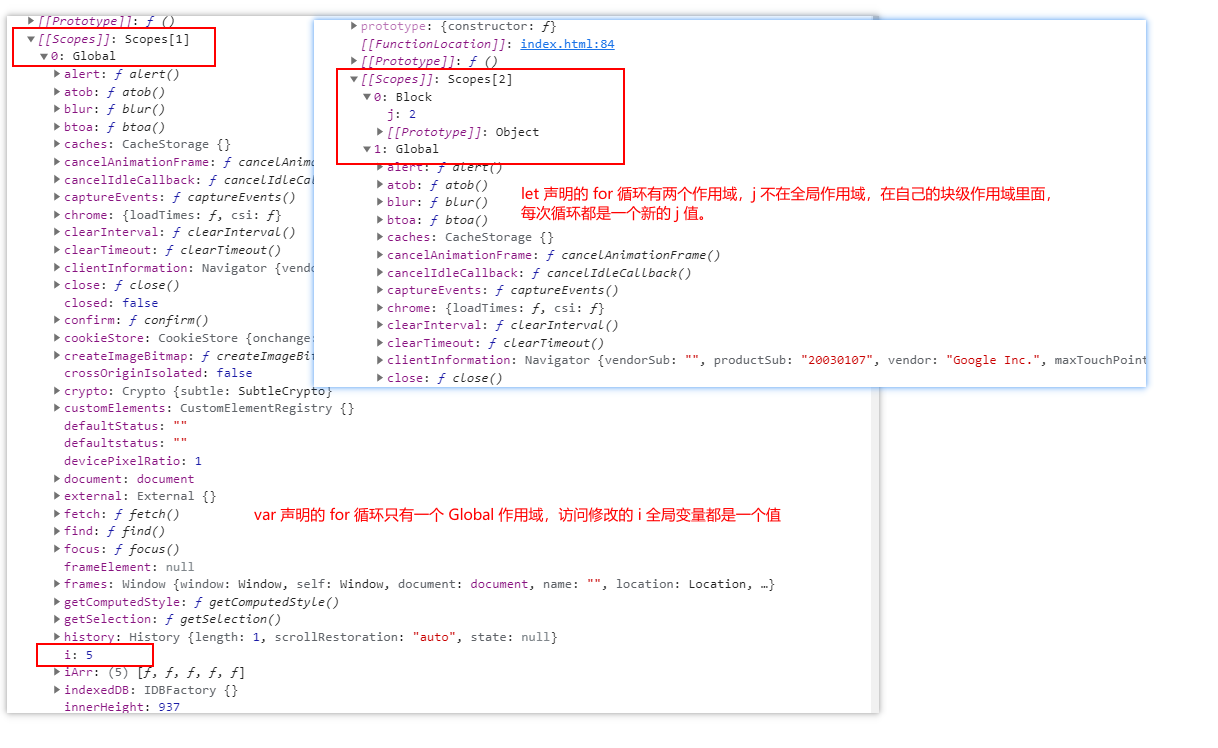 [[Prototype]]: ƒ ()
[[Scopes]]: Scopes[1]
0: Global
alert: ƒ alert()
atob: ƒ atob()
blur: ƒ blur()
btoa: ƒ btoa()
caches: CacheStorage {}
cancelAnimationFrame: ƒ cancelAnima
cancelIdleCallback: ƒ cancelIdleCal
captureEvents: ƒ captureEvents()
chrome: {loadTimes: ƒ, csi: ƒ}
clearInterval: ƒ clearInterval()
clearTimeout: ƒ clearTimeout()
clientInformation: Navigator {vendo
close: ƒ close()
closed: false
confirm: ƒ confirm()
cookieStore: CookieStore {onchange:
createImageBitmap: ƒ createImageBit
crossOriginIsolated: false
crypto: Crypto {subtle: SubtleCrypto}
customElements: CustomElementRegistry {}
defaultStatus: ""
defaultstatus: ""
devicePixelRatio: 1
document: document
external: External {}
fetch: ƒ fetch()
find: ƒ find()
focus: ƒ focus()
frameElement: null
frames: Window {window: Window, self: Window, document: document, name: "", location: Location, …}
getComputedStyle: ƒ getComputedStyle()
getSelection: ƒ getSelection()
history: History {length: 1, scrollRestoration: "auto", state: null}
i: 5
iArr: (5) [ƒ, ƒ, ƒ, ƒ, ƒ]
indexedDB: IDBFactory {}
innerHeight: 937
var 声明的 for 循环只有一个 Global 作用域，访问修改的 i 全局变量都是一个值
prototype: {constructor: ƒ}
[[FunctionLocation]]: index.html:84
[[Prototype]]: ƒ ()
[[Scopes]]: Scopes[2]
0: Block
j: 2
[[Prototype]]: Object
1: Global
alert: ƒ alert()
atob: ƒ atob()
blur: ƒ blur()
btoa: ƒ btoa()
caches: CacheStorage {}
cancelAnimationFrame: ƒ cancelAnimationFrame()
cancelIdleCallback: ƒ cancelIdleCallback()
captureEvents: ƒ captureEvents()
chrome: {loadTimes: ƒ, csi: ƒ}
clearInterval: ƒ clearInterval()
clearTimeout: ƒ clearTimeout()
clientInformation: Navigator {vendorSub: "", productSub: "20030107", vendor: "Google Inc.", maxTouchPoint
close: ƒ close()
let 声明的 for 循环有两个作用域，j 不在全局作用域，在自己的块级作用域里面，
每次循环都是一个新的 j 值。